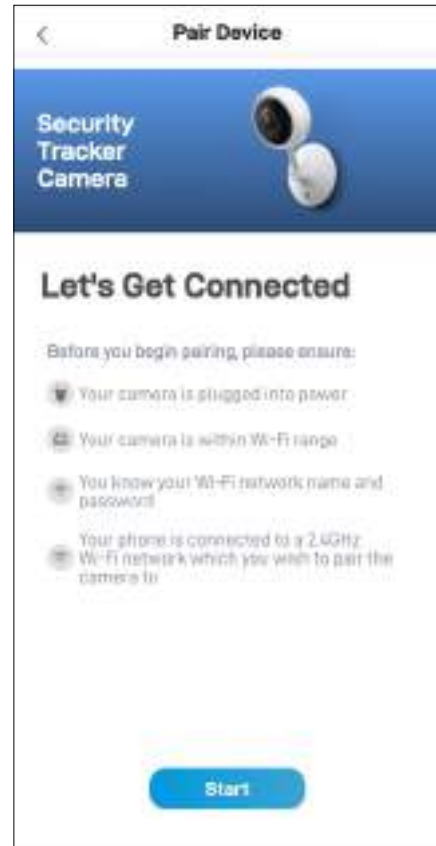 Pair Device
Security
Tracker
Camera
Let's Get Connected
Before you begin pairing, please ensure:
Your camera is plugged into power
Your camera is within Wi-Fi range
You know your Wi-Fi network name and
password
Your phone is connected to a 2.4GHz
Wi-Fi network which you wish to pair the
camera to
Start